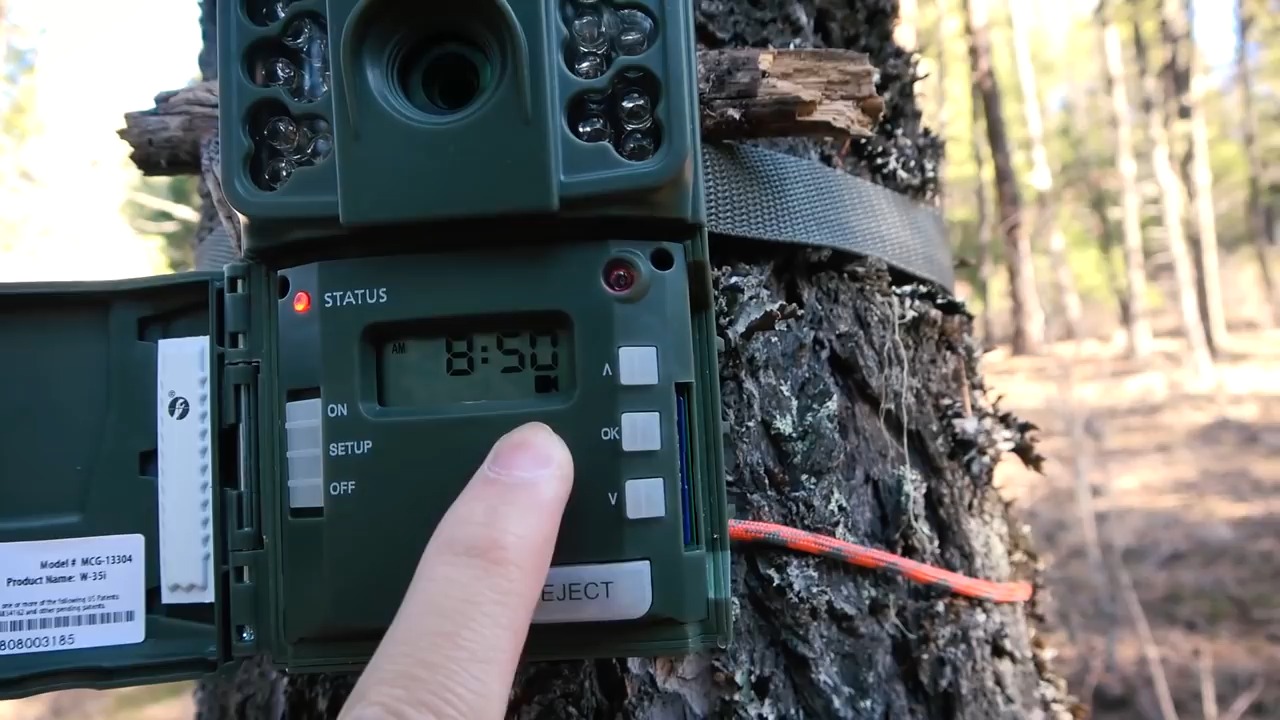 STATUS
AM 8:50
ON
SETUP
OFF
Λ
OK
V
EJECT
Model # MCG-13304
Product Name: W-35i
one or more of the following US Patents
and other pending patents.
808003185